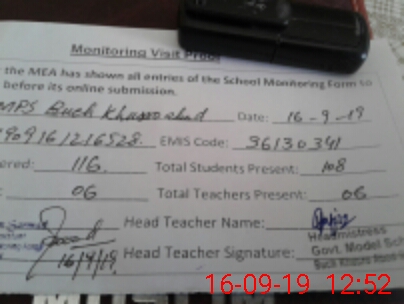 Monitoring Visit Proof
the MEA has shown all entries of the School Monitoring Form to
before its online submission.
MPS Buch Date: 16-9-19
EMIS Code: 36130341
ered: 116 Total Students Present: 108
: 06 Total Teachers Present: 06
Head Teacher Name:
Headmistress
16/9/19 Head Teacher Signature: Govt. Model Sch
16-09-19 12:52